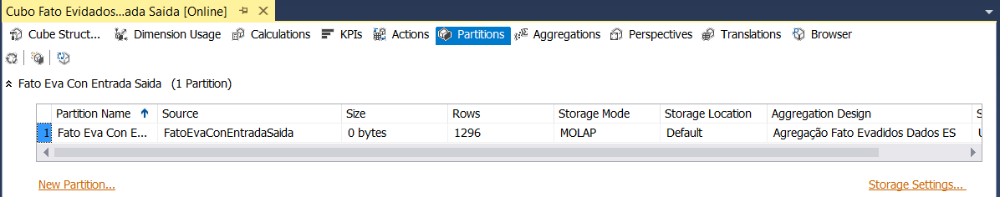 Cubo Fato Evidados...ada Saida [Online]
Cube Struct... Dimension Usage Calculations KPIs Actions Partitions Aggregations Perspectives Translations Browser
Fato Eva Con Entrada Saida (1 Partition)
Partition Name Source Size Rows Storage Mode Storage Location Aggregation Design S
1 Fato Eva Con E... FatoEvaConEntradaSaida 0 bytes 1296 MOLAP Default Agregação Fato Evadidos Dados ES
New Partition... Storage Settings...